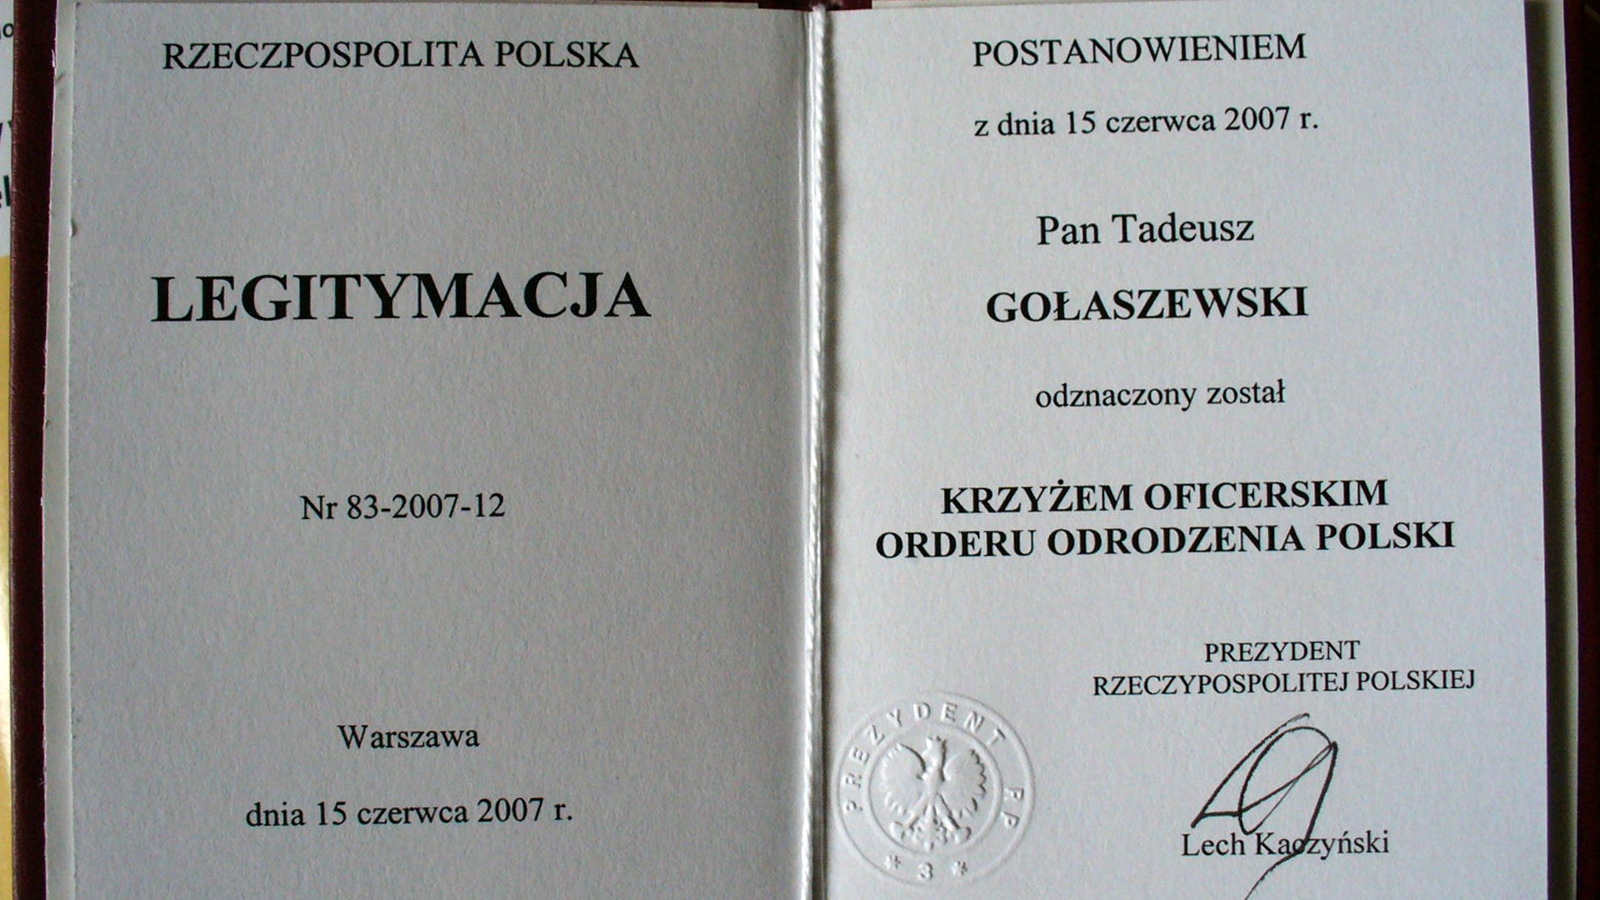 RZECZPOSPOLITA POLSKA
LEGITYMACJA
Nr 83-2007-12
Warszawa
dnia 15 czerwca 2007 r.
POSTANOWIENIEM
z dnia 15 czerwca 2007 r.
Pan Tadeusz
GOŁASZEWSKI
odznaczony został
KRZYŻEM OFICERSKIM
ORDERU ODRODZENIA POLSKI
PREZYDENT
RZECZYPOSPOLITEJ POLSKIEJ
Lech Kaczyński
PREZYDENT RP
* 3 *